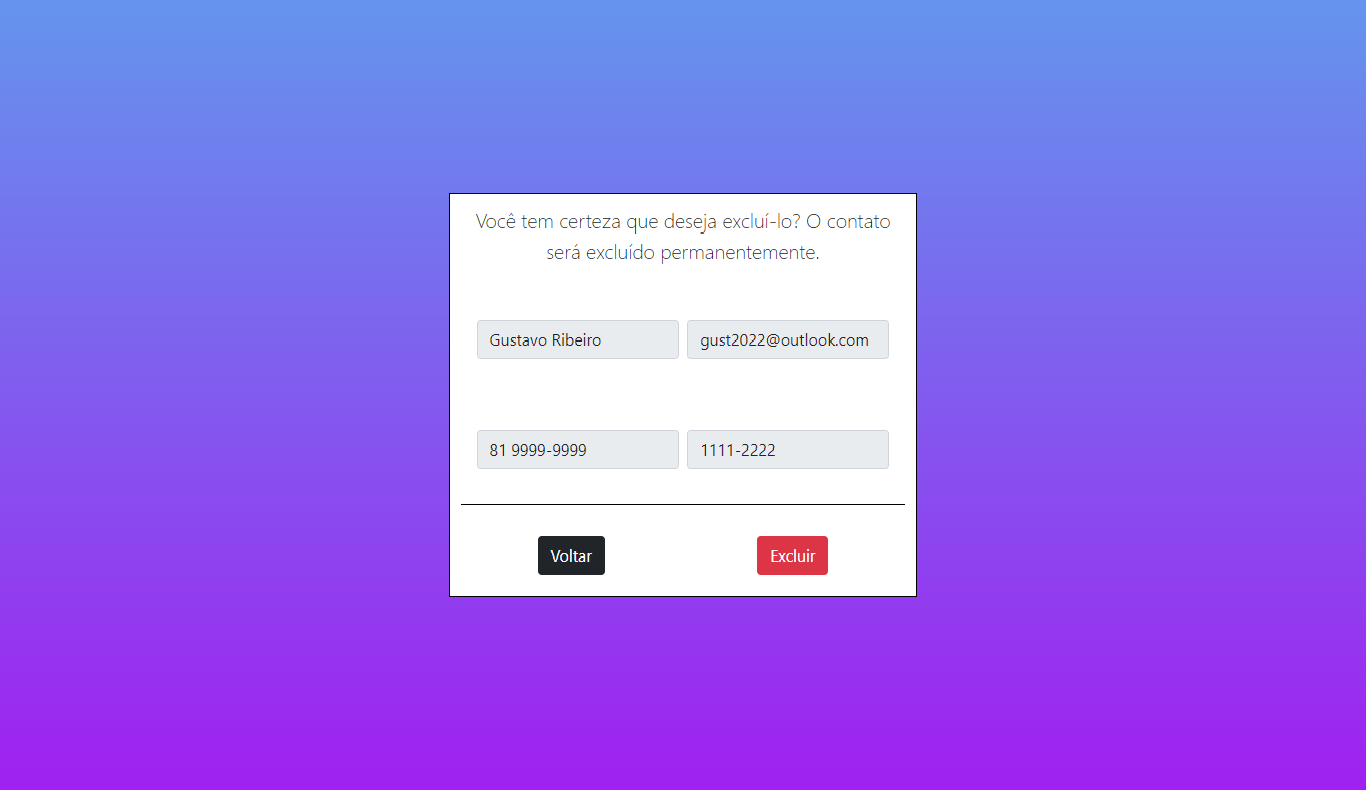 Você tem certeza que deseja excluí-lo? O contato
será excluído permanentemente.
Gustavo Ribeiro gust2022@outlook.com
81 9999-9999 1111-2222
Voltar Excluir